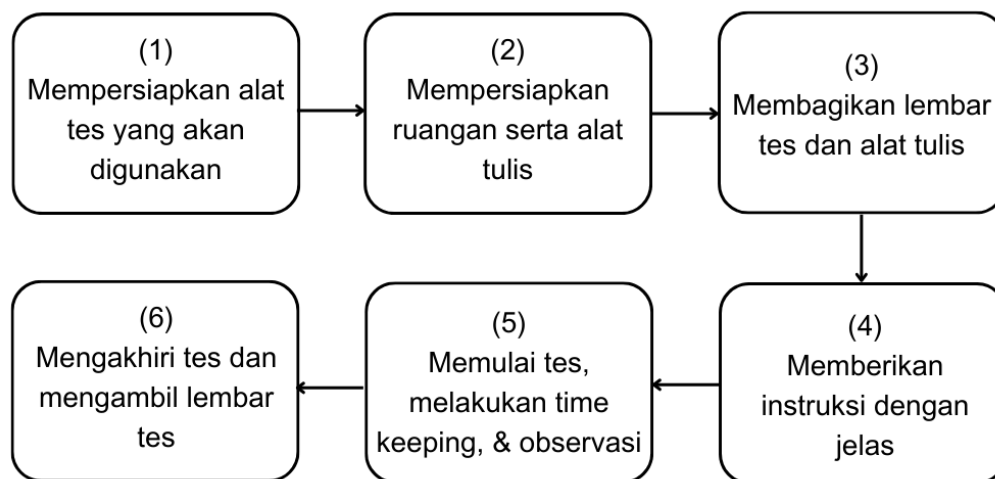 (1)
Mempersiapkan alat
tes yang akan
digunakan
(2)
Mempersiapkan
ruangan serta alat
tulis
(3)
Membagikan lembar
tes dan alat tulis
(4)
Memberikan
instruksi dengan
jelas
(5)
Memulai tes,
melakukan time
keeping, & observasi
(6)
Mengakhiri tes dan
mengambil lembar
tes